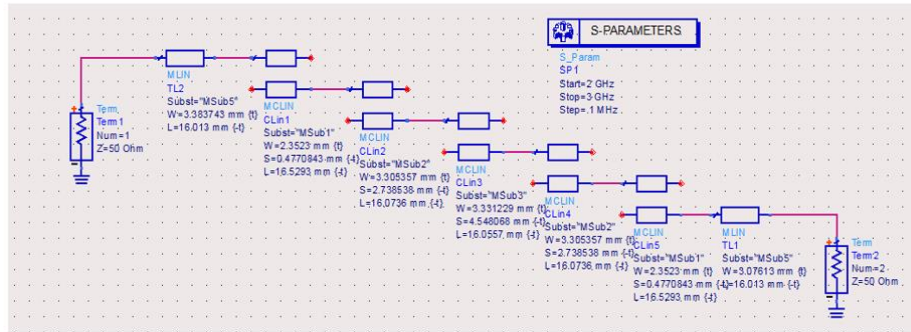 S-PARAMETERS
S_Param
SP1
Start=2 GHz
Stop=3 GHz
Step=.1 MHz
Term
Term1
Num=1
Z=50 Ohm
MLIN
TL2
Subst="MSub5"
W=3.383743 mm {t}
L=16.013 mm {-t}
MCLIN
CLin1
Subst="MSub1"
W=2.3523 mm {t}
S=0.4770843 mm {-t}
L=16.5293 mm {-t}
MCLIN
CLin2
Subst="MSub2"
W=3.305357 mm {t}
S=2.738538 mm {-t}
L=16.0736 mm {-t}
MCLIN
CLin3
Subst="MSub3"
W=3.331229 mm {t}
S=4.548068 mm {-t}
L=16.0557 mm {-t}
MCLIN
CLin4
Subst="MSub2"
W=3.305357 mm {t}
S=2.738538 mm {-t}
L=16.0736 mm {-t}
MCLIN
CLin5
Subst="MSub1"
W=2.3523 mm {t}
S=0.4770843 mm {-t}
L=16.5293 mm {-t}
MLIN
TL1
Subst="MSub5"
W=3.07613 mm {t}
L=16.013 mm {-t}
Term
Term2
Num=2
Z=50 Ohm